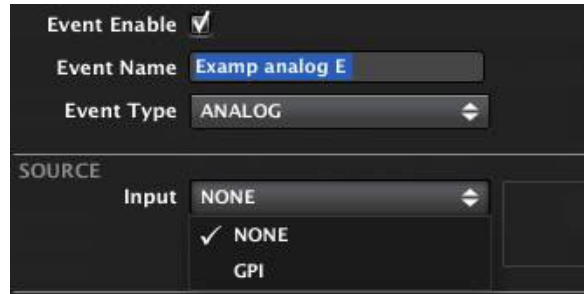 Event Enable
Event Name Examp analog E
Event Type ANALOG
SOURCE
Input NONE
NONE
GPI